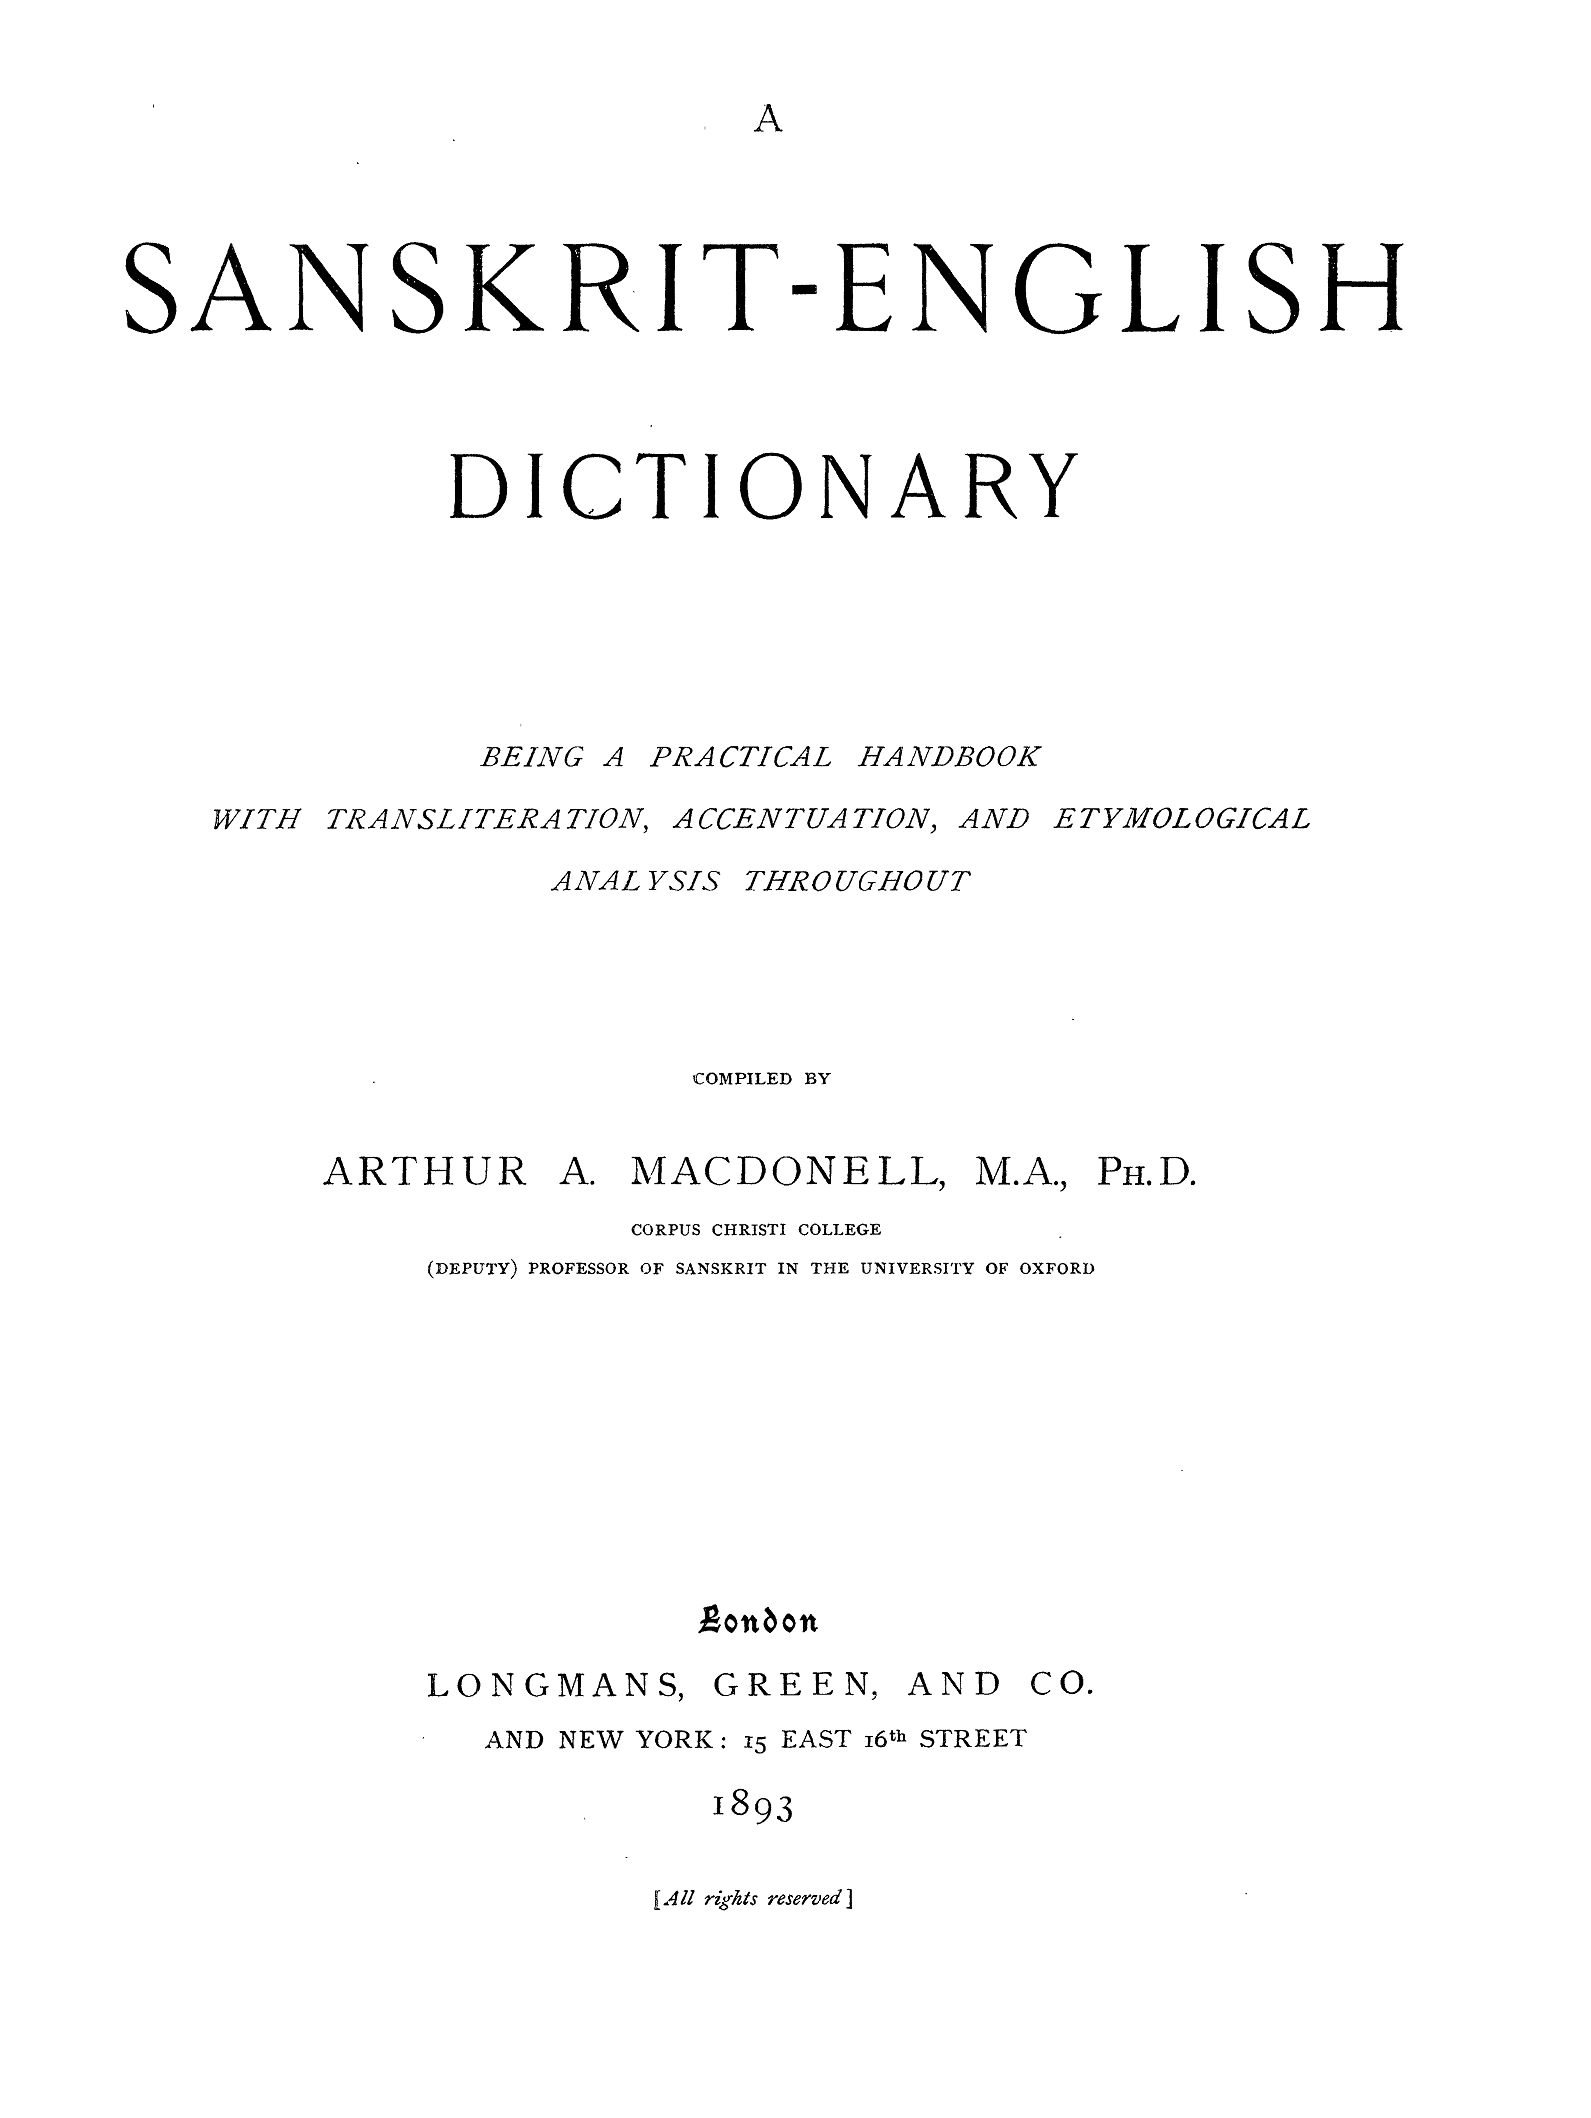 A
SANSKRIT-ENGLISH
DICTIONARY
BEING A PRACTICAL HANDBOOK
WITH TRANSLITERATION, ACCENTUATION, AND ETYMOLOGICAL
ANALYSIS THROUGHOUT
COMPILED BY
ARTHUR A. MACDONELL, M.A., PH.D.
CORPUS CHRISTI COLLEGE
(DEPUTY) PROFESSOR OF SANSKRIT IN THE UNIVERSITY OF OXFORD
London
LONGMANS, GREEN, AND CO.
AND NEW YORK: 15 EAST 16th STREET
1893
[All rights reserved]